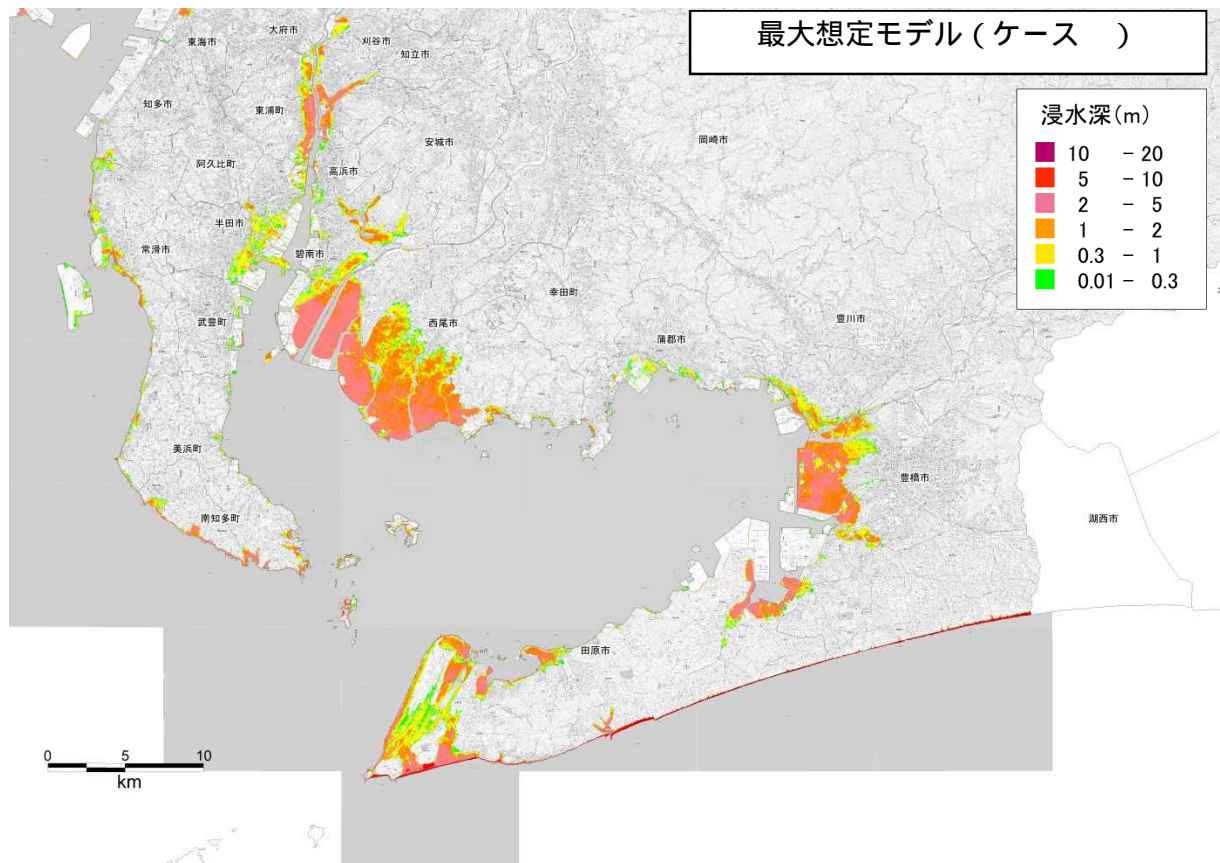 最大想定モデル(ケース　)
浸水深(m)
10 - 20
5 - 10
2 - 5
1 - 2
0.3 - 1
0.01 - 0.3
大府市
東海市
刈谷市
知立市
知多市
東浦町
安城市
岡崎市
阿久比町
高浜市
半田市
常滑市
碧南市
幸田町
武豊町
西尾市
豊川市
蒲郡市
美浜町
豊橋市
南知多町
湖西市
田原市
0 5 10
km